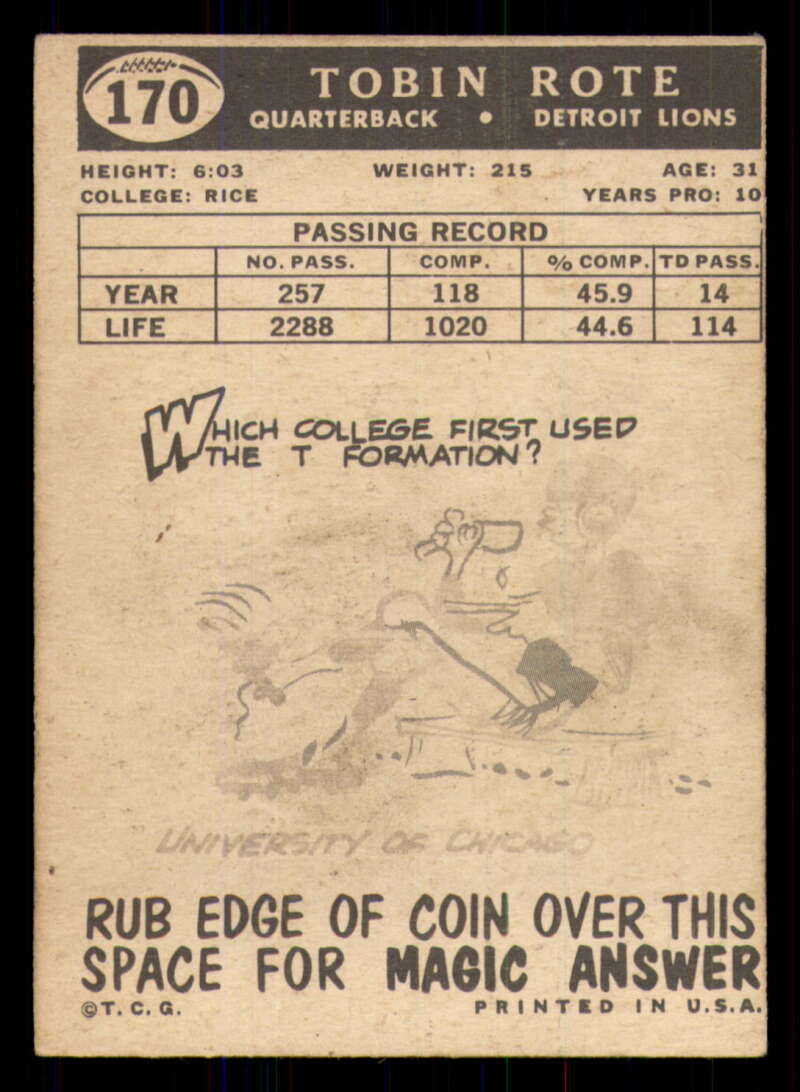 170
TOBIN ROTE
QUARTERBACK • DETROIT LIONS
HEIGHT: 6:03 WEIGHT: 215 AGE: 31
COLLEGE: RICE YEARS PRO: 10
PASSING RECORD
NO. PASS. COMP. % COMP. TD PASS.
YEAR 257 118 45.9 14
LIFE 2288 1020 44.6 114
WHICH COLLEGE FIRST USED
THE T FORMATION?
UNIVERSITY OF CHICAGO
RUB EDGE OF COIN OVER THIS
SPACE FOR MAGIC ANSWER
©T.C.G. PRINTED IN U.S.A.